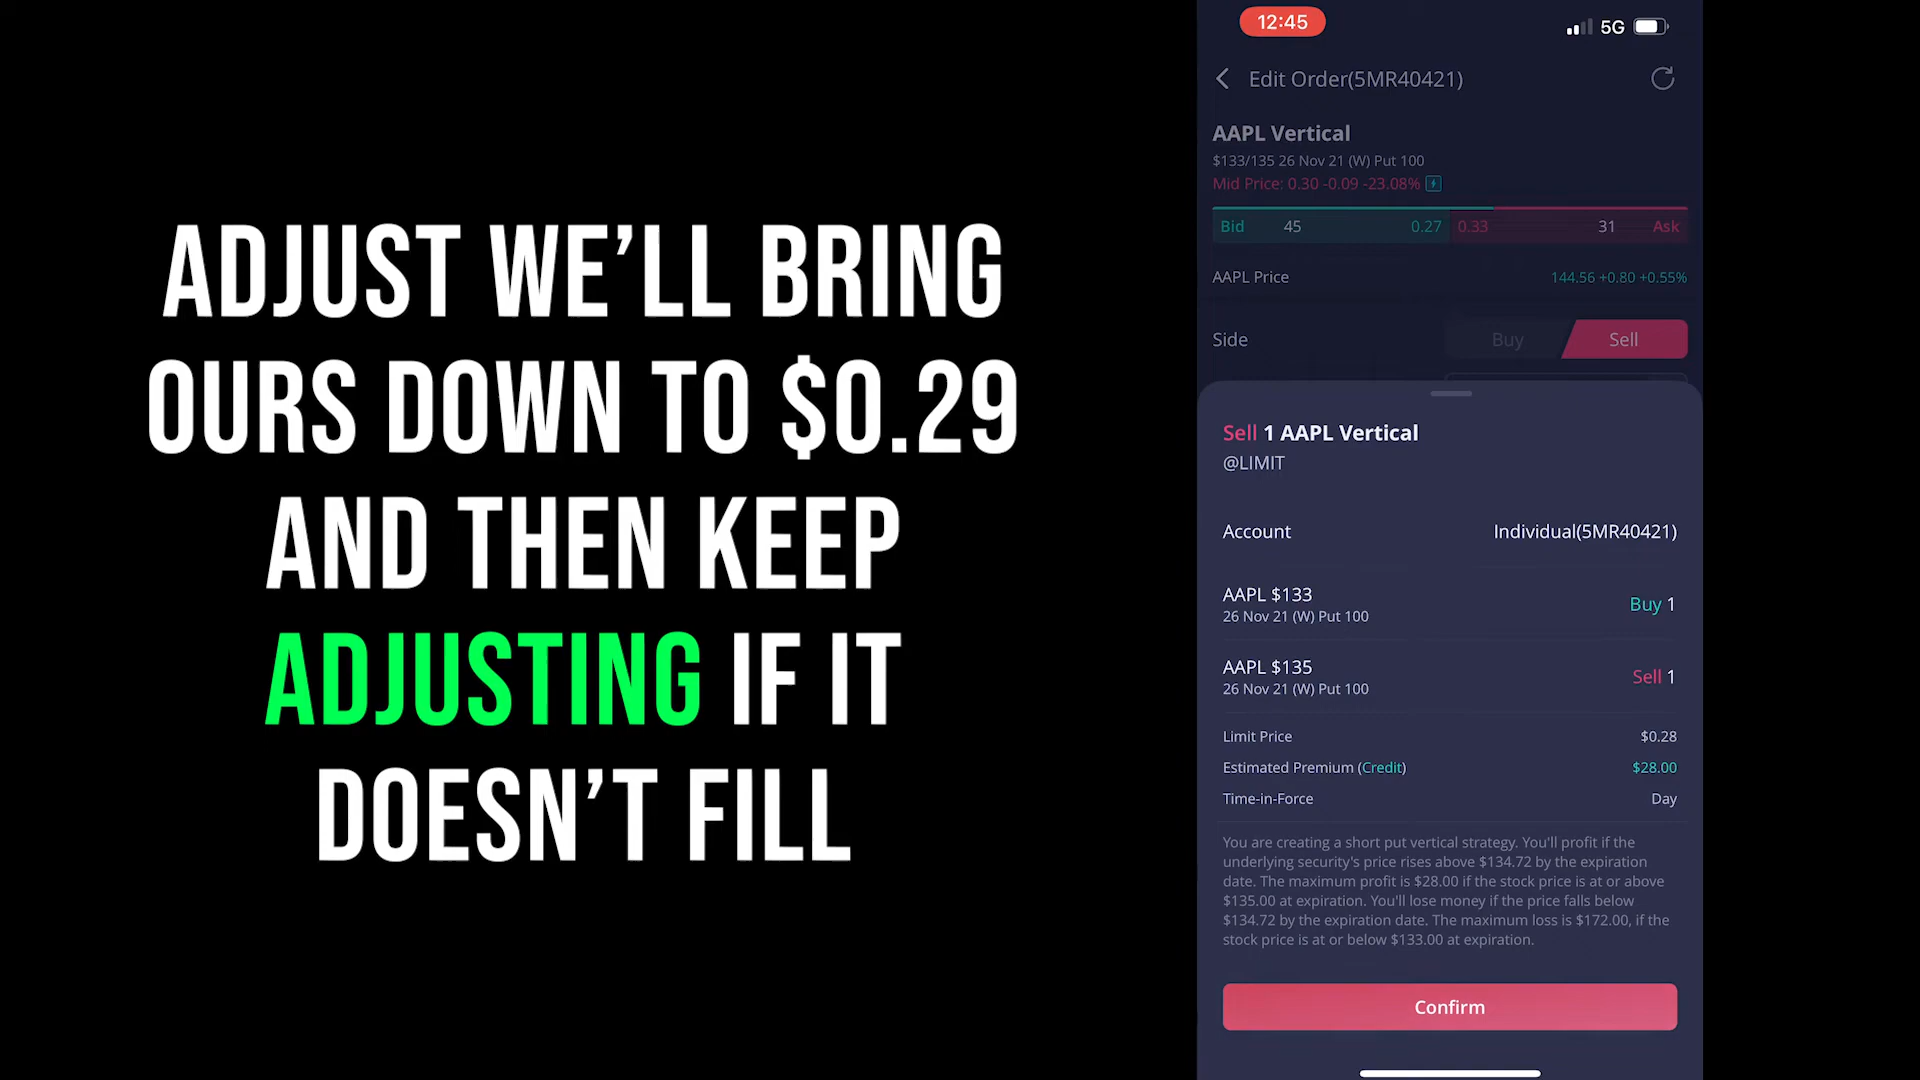 ADJUST WE'LL BRING
OURS DOWN TO $0.29
AND THEN KEEP
ADJUSTING IF IT
DOESN'T FILL
12:45
5G
Edit Order(5MR40421)
AAPL Vertical
$133/135 26 Nov 21 (W) Put 100
Mid Price: 0.30 -0.09 -23.08%
Bid 45 0.27 0.33 31 Ask
AAPL Price 144.56 +0.80 +0.55%
Side Buy Sell
Sell 1 AAPL Vertical
@LIMIT
Account Individual(5MR40421)
AAPL $133
26 Nov 21 (W) Put 100
Buy 1
AAPL $135
26 Nov 21 (W) Put 100
Sell 1
Limit Price $0.28
Estimated Premium (Credit) $28.00
Time-in-Force Day
You are creating a short put vertical strategy. You'll profit if the
underlying security's price rises above $134.72 by the expiration
date. The maximum profit is $28.00 if the stock price is at or above
$135.00 at expiration. You'll lose money if the price falls below
$134.72 by the expiration date. The maximum loss is $172.00, if the
stock price is at or below $133.00 at expiration.
Confirm